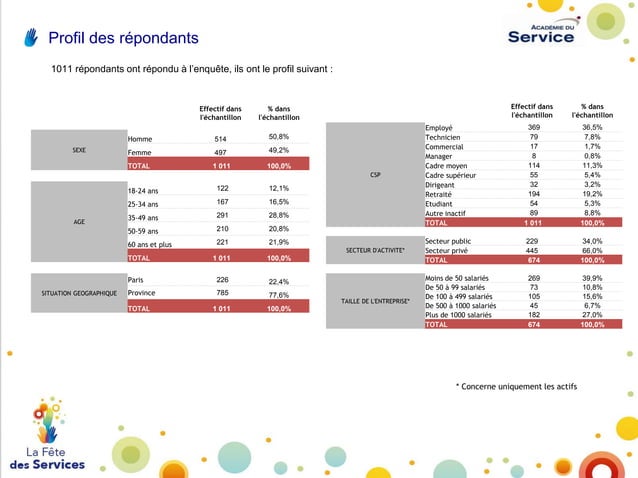 Profil des répondants
ACADÉMIE DU
Service
1011 répondants ont répondu à l'enquête, ils ont le profil suivant :
Effectif dans l'échantillon % dans l'échantillon
SEXE
Homme 514 50,8%
Femme 497 49,2%
TOTAL 1 011 100,0%
AGE
18-24 ans 122 12,1%
25-34 ans 167 16,5%
35-49 ans 291 28,8%
50-59 ans 210 20,8%
60 ans et plus 221 21,9%
TOTAL 1 011 100,0%
SITUATION GEOGRAPHIQUE
Paris 226 22,4%
Province 785 77,6%
TOTAL 1 011 100,0%
Effectif dans l'échantillon % dans l'échantillon
CSP
Employé 369 36,5%
Technicien 79 7,8%
Commercial 17 1,7%
Manager 8 0,8%
Cadre moyen 114 11,3%
Cadre supérieur 55 5,4%
Dirigeant 32 3,2%
Retraité 194 19,2%
Etudiant 54 5,3%
Autre inactif 89 8,8%
TOTAL 1 011 100,0%
SECTEUR D'ACTIVITE*
Secteur public 229 34,0%
Secteur privé 445 66,0%
TOTAL 674 100,0%
TAILLE DE L'ENTREPRISE*
Moins de 50 salariés 269 39,9%
De 50 à 99 salariés 73 10,8%
De 100 à 499 salariés 105 15,6%
De 500 à 1000 salariés 45 6,7%
Plus de 1000 salariés 182 27,0%
TOTAL 674 100,0%
* Concerne uniquement les actifs
La Fête
des Services